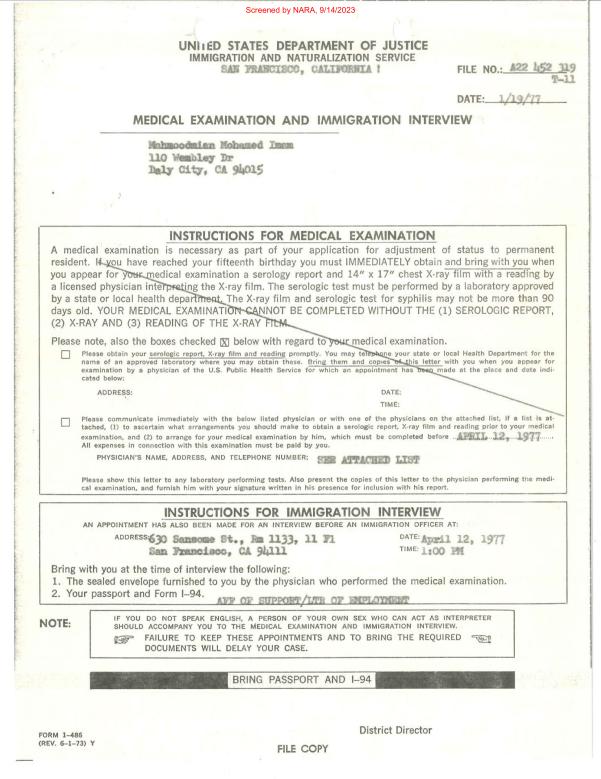 Screened by NARA, 9/14/2023
UNITED STATES DEPARTMENT OF JUSTICE
IMMIGRATION AND NATURALIZATION SERVICE
SAN FRANCISCO, CALIFORNIA
FILE NO.: A22 452 319
T-11
DATE: 1/19/77
MEDICAL EXAMINATION AND IMMIGRATION INTERVIEW
Mahmoodmian Mohamed Imam
110 Wembley Dr
Daly City, CA 94015
INSTRUCTIONS FOR MEDICAL EXAMINATION
A medical examination is necessary as part of your application for adjustment of status to permanent
resident. If you have reached your fifteenth birthday you must IMMEDIATELY obtain and bring with you when
you appear for your medical examination a serology report and 14" x 17" chest X-ray film with a reading by
a licensed physician interpreting the X-ray film. The serologic test must be performed by a laboratory approved
by a state or local health department. The X-ray film and serologic test for syphilis may not be more than 90
days old. YOUR MEDICAL EXAMINATION CANNOT BE COMPLETED WITHOUT THE (1) SEROLOGIC REPORT,
(2) X-RAY AND (3) READING OF THE X-RAY FILM.
Please note, also the boxes checked X below with regard to your medical examination.
Please obtain your serologic report, X-ray film and reading promptly. You may telephone your state or local Health Department for the
name of an approved laboratory where you may obtain these. Bring them and copies of this letter with you when you appear for
examination by a physician of the U.S. Public Health Service for which an appointment has been made at the place and date indi-
cated below:
ADDRESS: DATE:
TIME:
Please communicate immediately with the below listed physician or with one of the physicians on the attached list, if a list is at-
tached, (1) to ascertain what arrangements you should make to obtain a serologic report, X-ray film and reading prior to your medical
examination, and (2) to arrange for your medical examination by him, which must be completed before APRIL 12, 1977
All expenses in connection with this examination must be paid by you.
PHYSICIAN'S NAME, ADDRESS, AND TELEPHONE NUMBER: SEE ATTACHED LIST
Please show this letter to any laboratory performing tests. Also present the copies of this letter to the physician performing the medi-
cal examination, and furnish him with your signature written in his presence for inclusion with his report.
INSTRUCTIONS FOR IMMIGRATION INTERVIEW
AN APPOINTMENT HAS ALSO BEEN MADE FOR AN INTERVIEW BEFORE AN IMMIGRATION OFFICER AT:
ADDRESS: 630 Sansome St., Rm 1133, 11 Fl DATE: April 12, 1977
San Francisco, CA 94111 TIME: 1:00 PM
Bring with you at the time of interview the following:
1. The sealed envelope furnished to you by the physician who performed the medical examination.
2. Your passport and Form I-94.
AFF OF SUPPORT/LTR OF EMPLOYMENT
NOTE: IF YOU DO NOT SPEAK ENGLISH, A PERSON OF YOUR OWN SEX WHO CAN ACT AS INTERPRETER
SHOULD ACCOMPANY YOU TO THE MEDICAL EXAMINATION AND IMMIGRATION INTERVIEW.
FAILURE TO KEEP THESE APPOINTMENTS AND TO BRING THE REQUIRED
DOCUMENTS WILL DELAY YOUR CASE.
BRING PASSPORT AND I-94
District Director
FORM I-486
(REV. 6-1-73) Y
FILE COPY